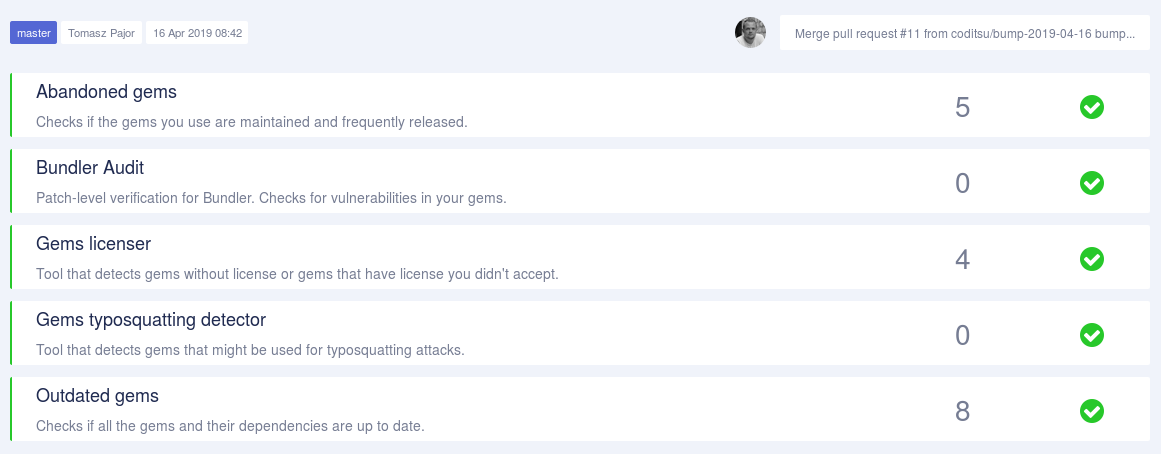 master Tomasz Pajor 16 Apr 2019 08:42 Merge pull request #11 from coditsu/bump-2019-04-16 bump...
Abandoned gems
Checks if the gems you use are maintained and frequently released.
5
Bundler Audit
Patch-level verification for Bundler. Checks for vulnerabilities in your gems.
0
Gems licenser
Tool that detects gems without license or gems that have license you didn't accept.
4
Gems typosquatting detector
Tool that detects gems that might be used for typosquatting attacks.
0
Outdated gems
Checks if all the gems and their dependencies are up to date.
8